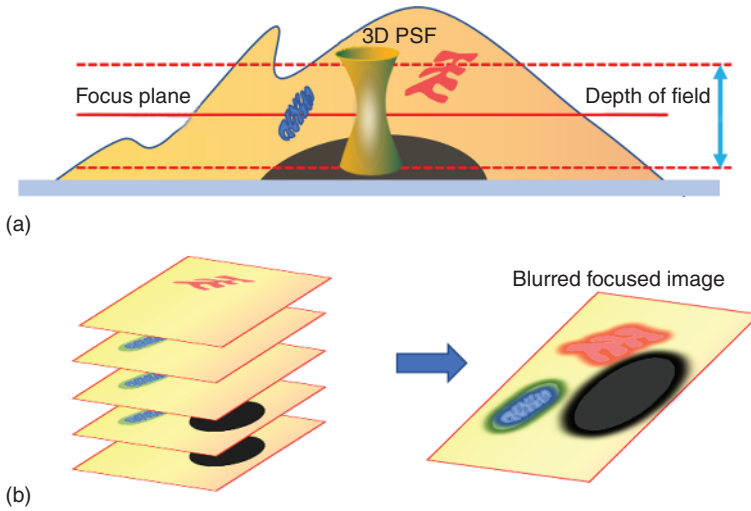 3D PSF
Focus plane
Depth of field
(a)
Blurred focused image
(b)